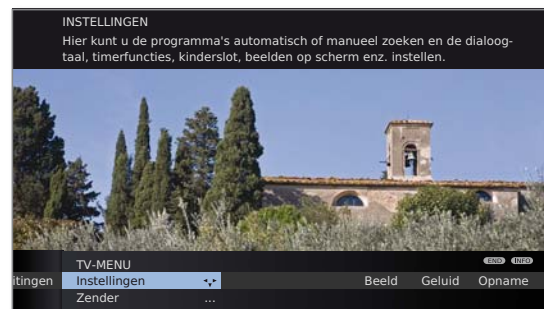 INSTELLINGEN
Hier kunt u de programma's automatisch of manueel zoeken en de dialoog-
taal, timerfuncties, kinderslot, beelden op scherm enz. instellen.
TV-MENU END INFO
itingen Instellingen Beeld Geluid Opname
Zender ...